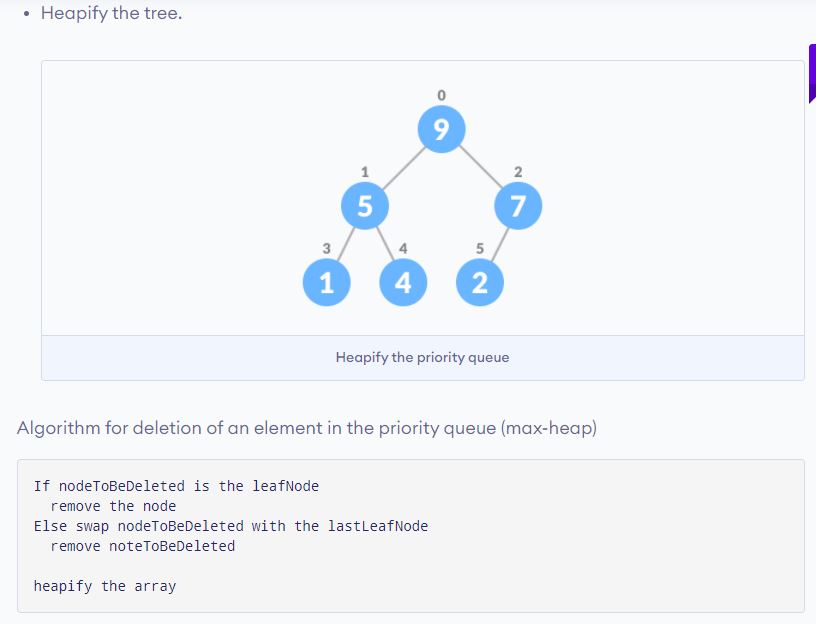 • Heapify the tree.
0
9
1
2
5
7
3
4
5
1
4
2
Heapify the priority queue
Algorithm for deletion of an element in the priority queue (max-heap)
If nodeToBeDeleted is the leafNode
  remove the node
Else swap nodeToBeDeleted with the lastLeafNode
  remove noteToBeDeleted

heapify the array